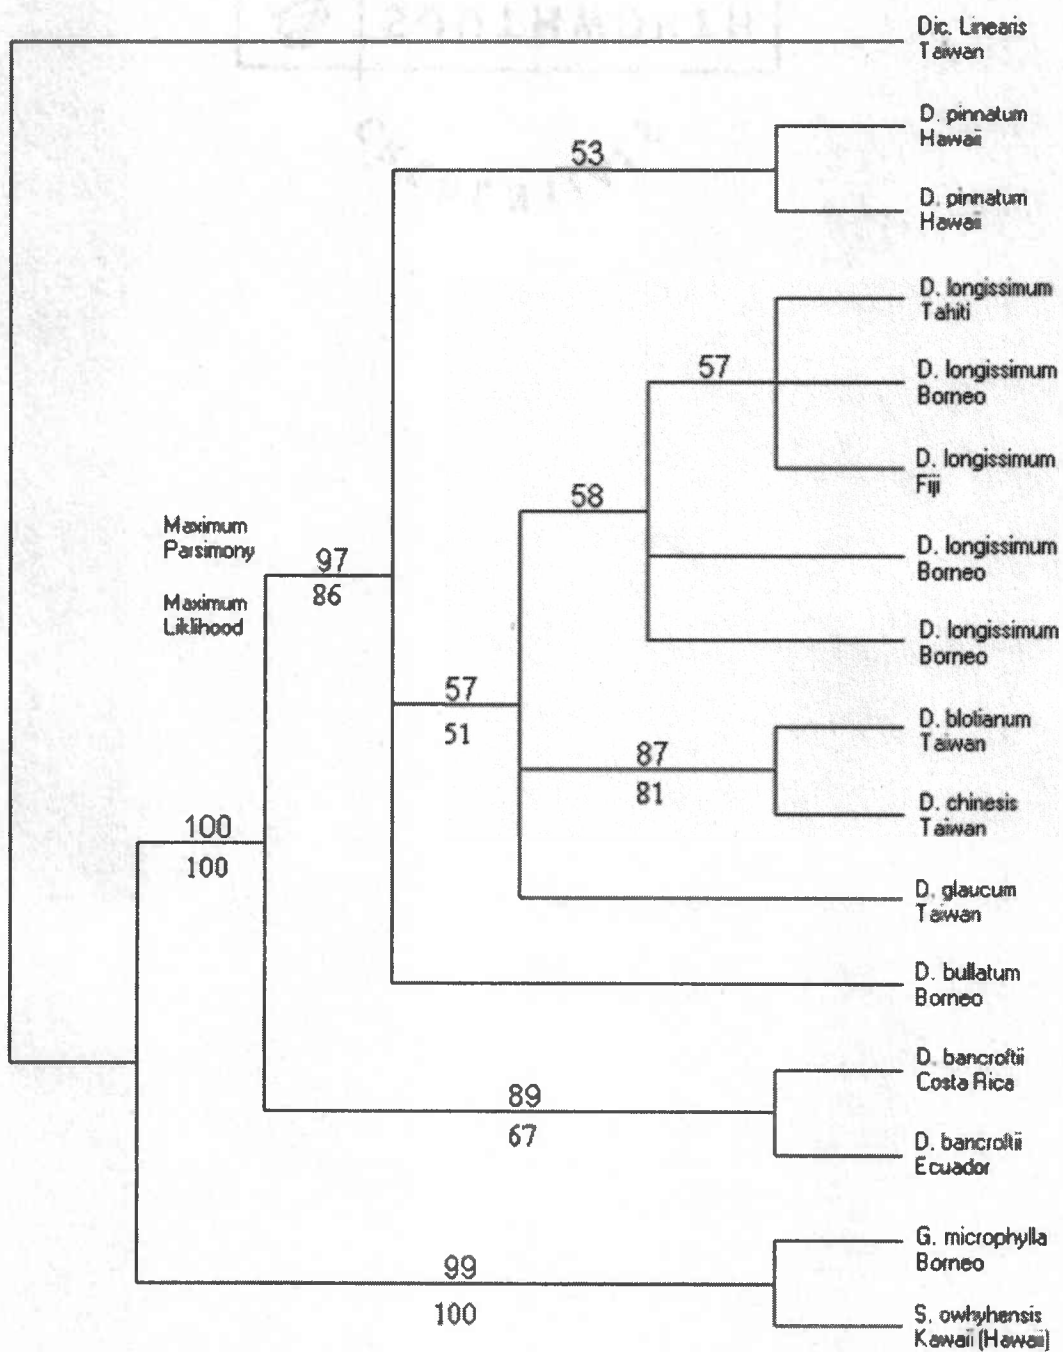 Dic. Linearis
Taiwan
D. pinnatum
Hawaii
53
D. pinnatum
Hawaii
D. longissimum
Tahiti
57
D. longissimum
Borneo
D. longissimum
Fiji
58
Maximum
Parsimony
97
D. longissimum
Borneo
86
Maximum
Liklihood
D. longissimum
Borneo
57
51
D. blotianum
Taiwan
87
81
D. chinesis
Taiwan
100
100
D. glaucum
Taiwan
D. bullatum
Borneo
D. bancroftii
Costa Rica
89
67
D. bancroftii
Ecuador
G. microphylla
Borneo
99
100
S. owhyhensis
Kawaii (Hawaii)